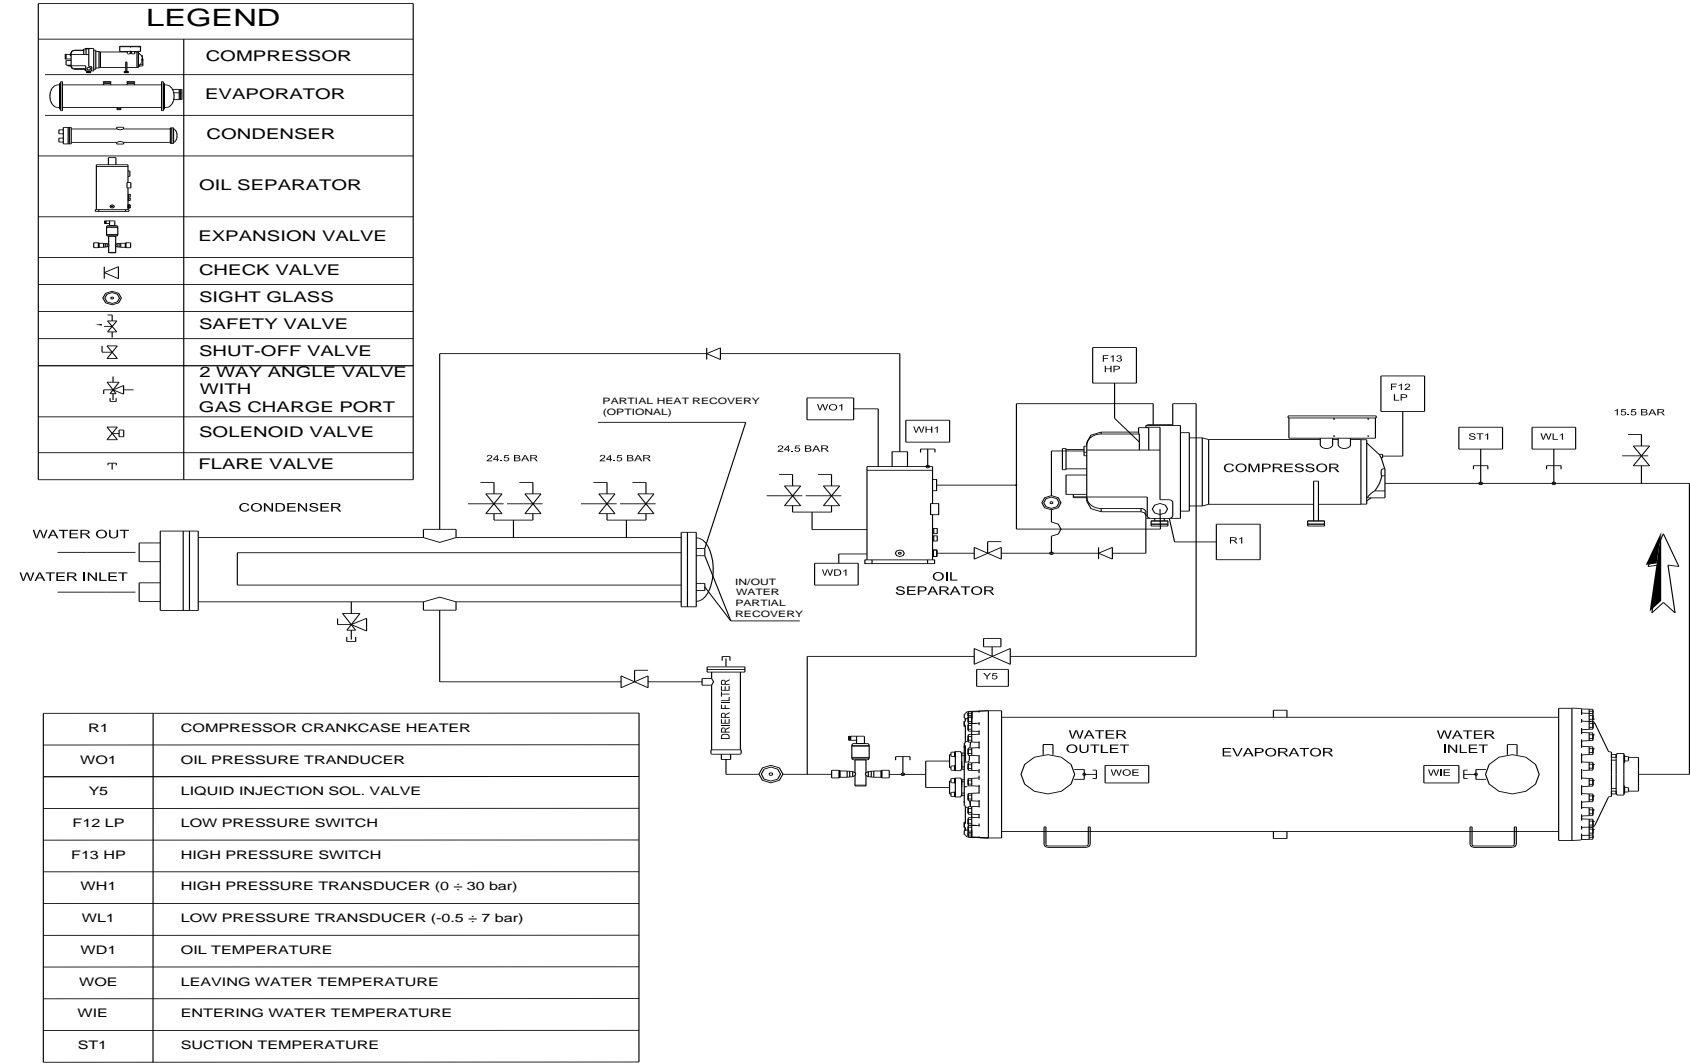 LEGEND
COMPRESSOR
EVAPORATOR
CONDENSER
OIL SEPARATOR
EXPANSION VALVE
CHECK VALVE
SIGHT GLASS
SAFETY VALVE
SHUT-OFF VALVE
2 WAY ANGLE VALVE
WITH
GAS CHARGE PORT
SOLENOID VALVE
FLARE VALVE
CONDENSER
WATER OUT
WATER INLET
24.5 BAR
24.5 BAR
PARTIAL HEAT RECOVERY
(OPTIONAL)
IN/OUT
WATER
PARTIAL
RECOVERY
24.5 BAR
WO1
WH1
WD1
OIL
SEPARATOR
F13
HP
F12
LP
COMPRESSOR
R1
ST1
WL1
15.5 BAR
Y5
DRIER FILTER
WATER
OUTLET
WOE
EVAPORATOR
WATER
INLET
WIE
R1 COMPRESSOR CRANKCASE HEATER
WO1 OIL PRESSURE TRANDUCER
Y5 LIQUID INJECTION SOL. VALVE
F12 LP LOW PRESSURE SWITCH
F13 HP HIGH PRESSURE SWITCH
WH1 HIGH PRESSURE TRANSDUCER (0 ÷ 30 bar)
WL1 LOW PRESSURE TRANSDUCER (-0.5 ÷ 7 bar)
WD1 OIL TEMPERATURE
WOE LEAVING WATER TEMPERATURE
WIE ENTERING WATER TEMPERATURE
ST1 SUCTION TEMPERATURE